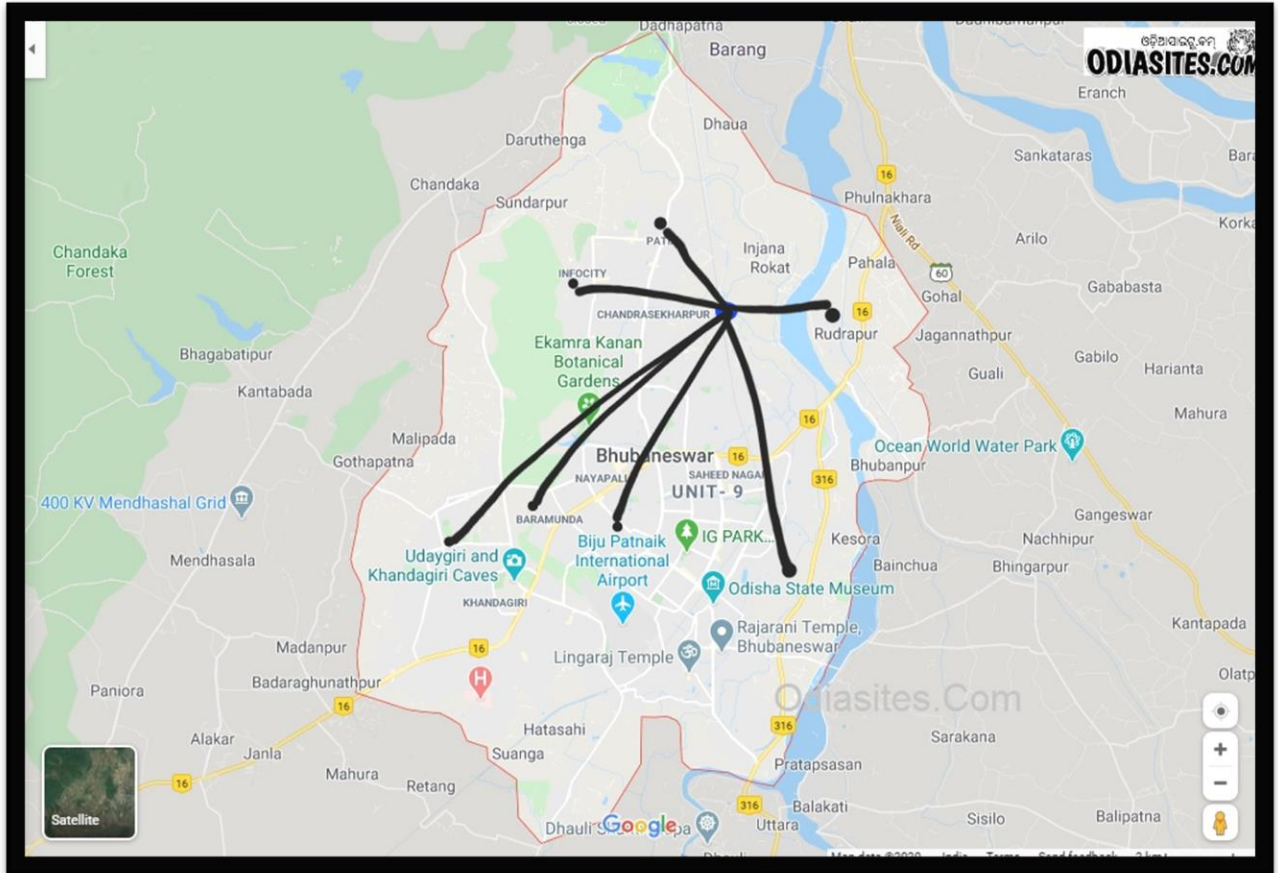 Dadhapatna
Barang
ଓଡ଼ିଆସାଇଟ୍ସ.କମ୍
ODIASITES.COM
Eranch
Dhaua
Daruthenga
Sankataras
Chandaka
16
Phulnakhara
Sundarpur
Niali Rd
Chandaka
Forest
Injana
Rokat
Arilo
Pahala
INFOCITY
60
Gababasta
Gohal
CHANDRASEKHARPUR
16
Rudrapur
Jagannathpur
Ekamra Kanan
Botanical
Gardens
Bhagabatipur
Gabilo
Harianta
Guali
Kantabada
Mahura
16
Malipada
Ocean World Water Park
Bhubaneswar
16
Gothapatna
Bhubanpur
NAYAPALLI
SAHEED NAGAR
316
UNIT- 9
400 KV Mendhashal Grid
BARAMUNDA
Gangeswar
Biju Patnaik
International
Airport
IG PARK...
Kesora
Nachhipur
Udaygiri and
Khandagiri Caves
Mendhasala
Bainchua
Bhingarpur
Odisha State Museum
KHANDAGIRI
Rajarani Temple,
Bhubaneswar
Kantapada
Madanpur
16
Lingaraj Temple
H
Badaraghunathpur
Paniora
16
Odiasites.Com
Hatasahi
316
Alakar
Janla
Suanga
Sarakana
Mahura
Pratapsasan
16
Retang
316
Balakati
Satellite
Google
Uttara
Sisilo
Balipatna